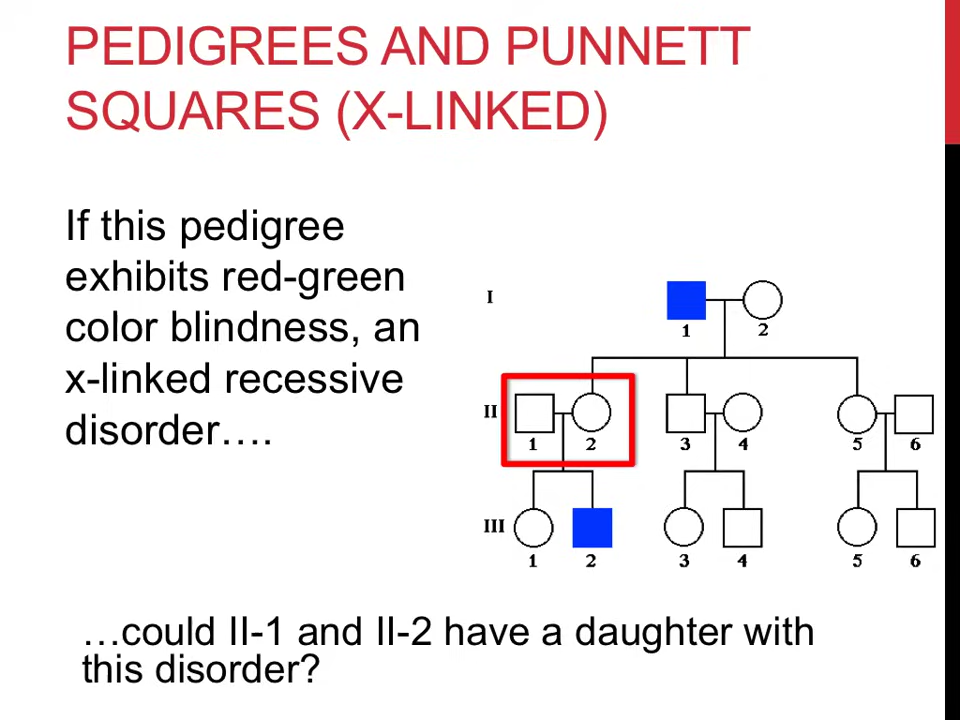 PEDIGREES AND PUNNETT
SQUARES (X-LINKED)
If this pedigree
exhibits red-green
color blindness, an
x-linked recessive
disorder….
I
1 2
II
1 2 3 4 5 6
III
1 2 3 4 5 6
…could II-1 and II-2 have a daughter with
this disorder?